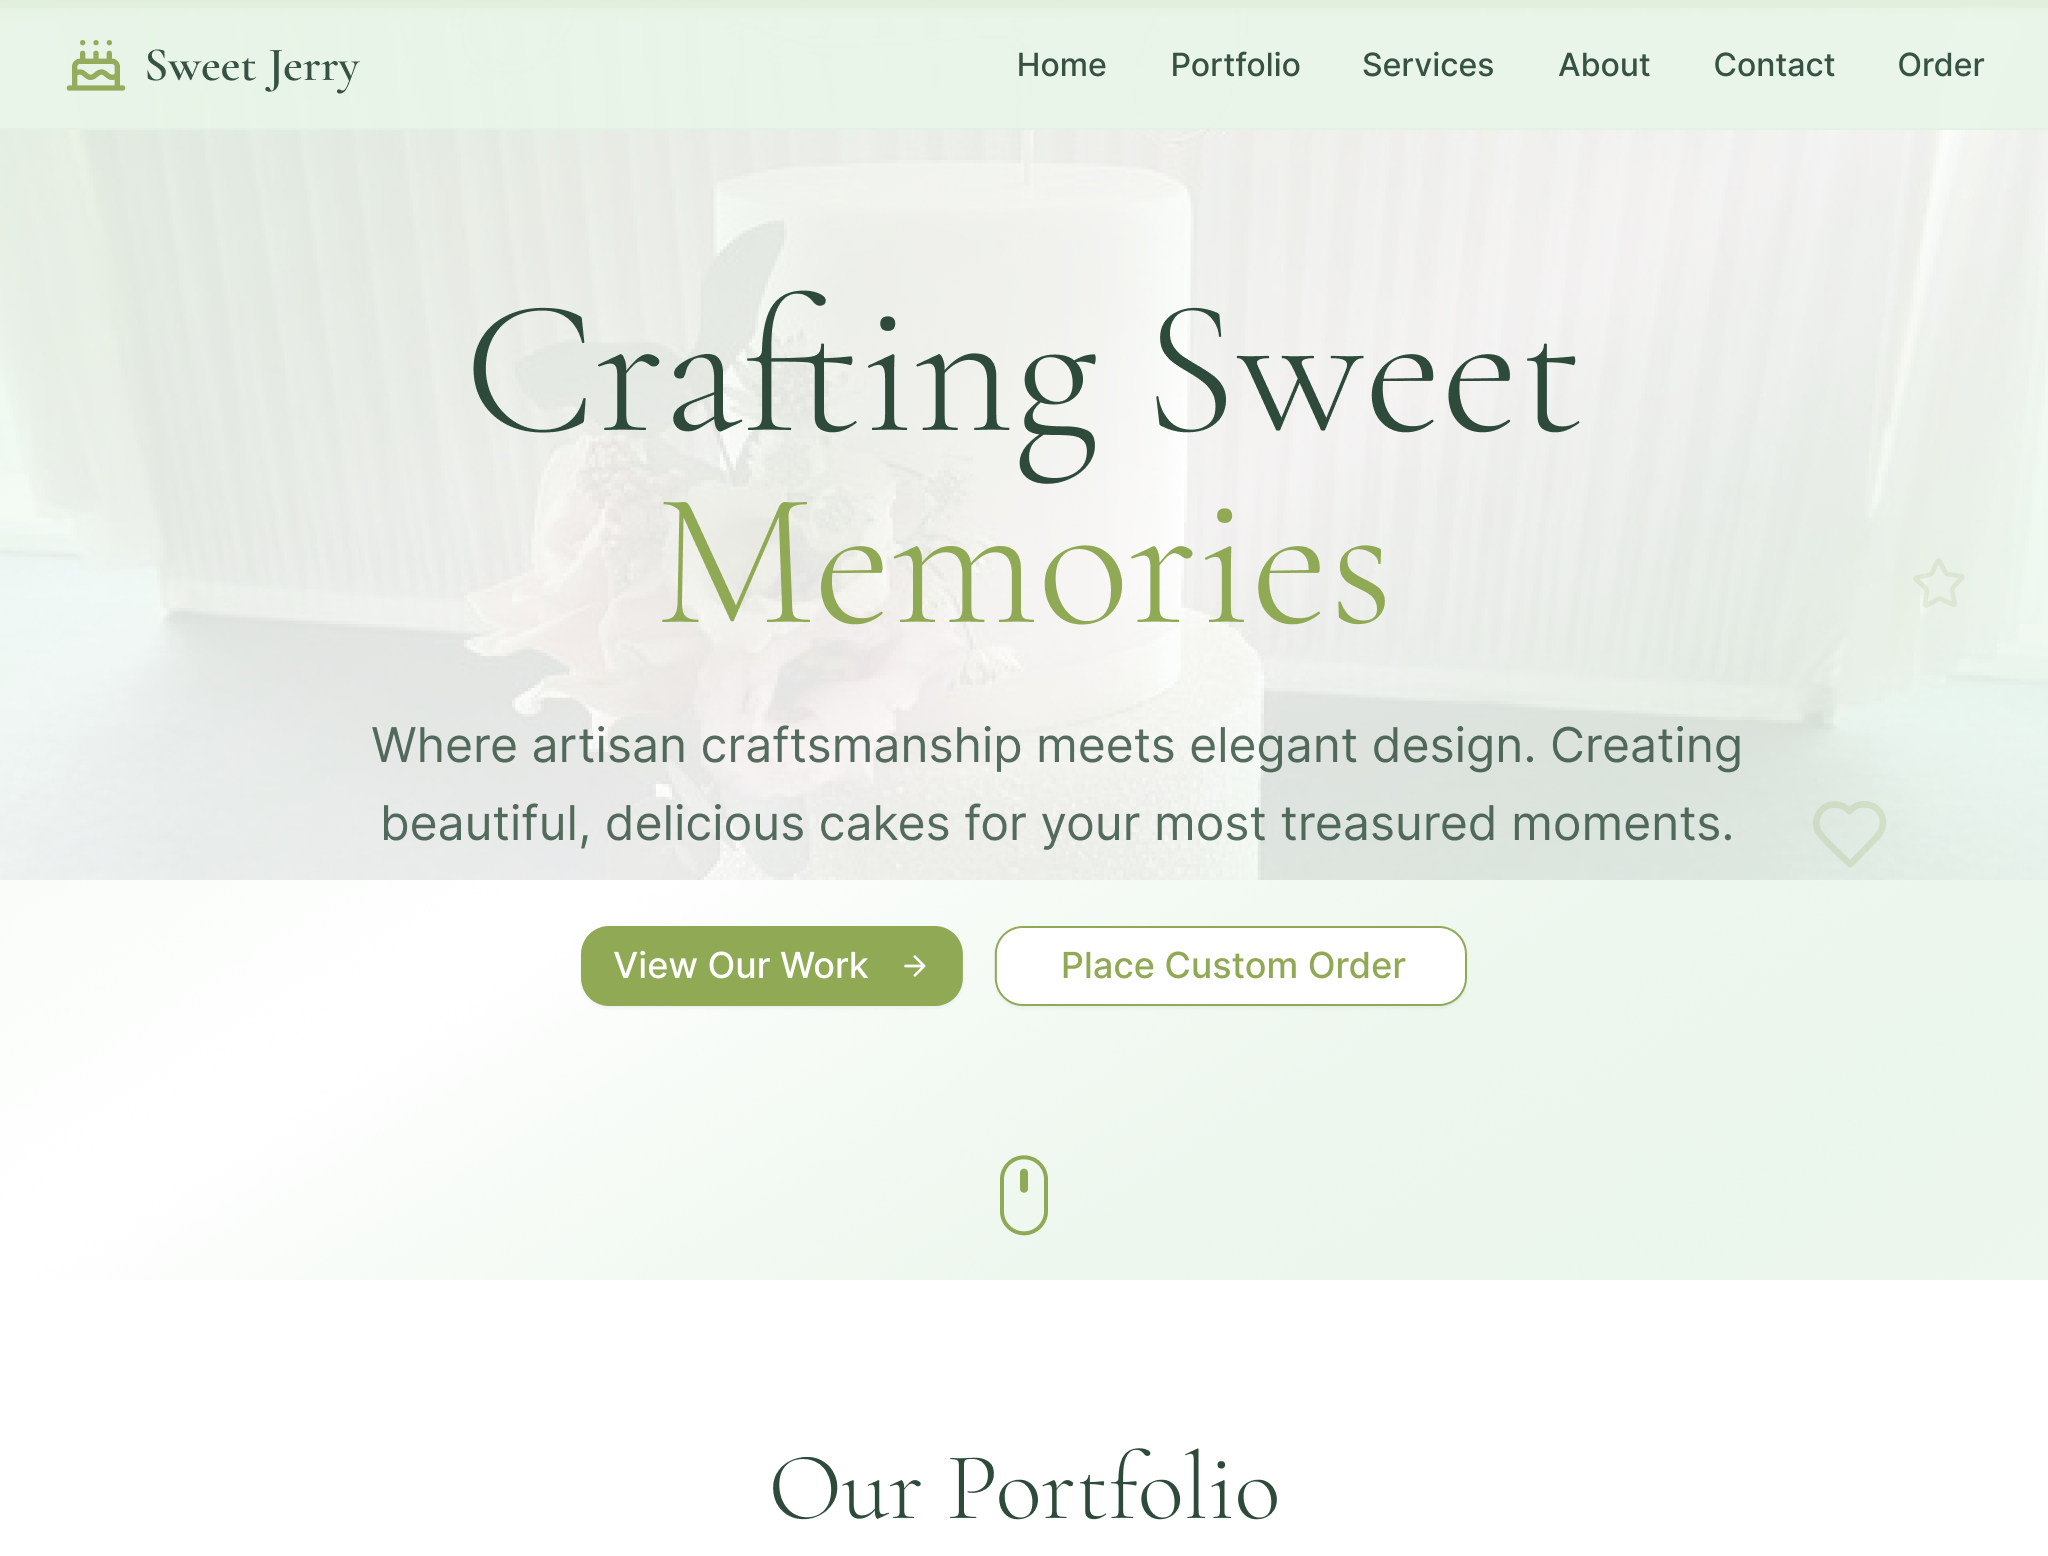 Sweet Jerry
Home Portfolio Services About Contact Order
Crafting Sweet
Memories
Where artisan craftsmanship meets elegant design. Creating
beautiful, delicious cakes for your most treasured moments.
View Our Work →
Place Custom Order
Our Portfolio